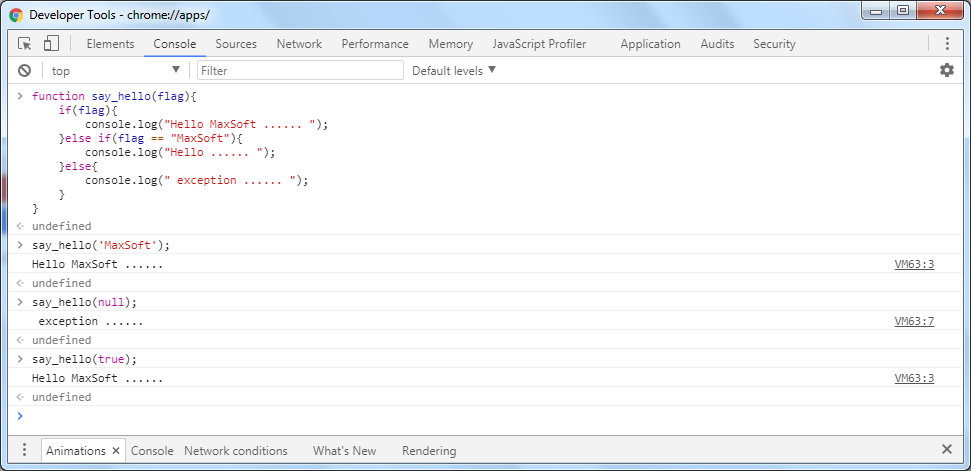 Developer Tools - chrome://apps/
Elements Console Sources Network Performance Memory JavaScript Profiler Application Audits Security
top Filter Default levels
function say_hello(flag){
    if(flag){
        console.log("Hello MaxSoft ...... ");
    }else if(flag == "MaxSoft"){
        console.log("Hello ...... ");
    }else{
        console.log(" exception ...... ");
    }
}
undefined
say_hello('MaxSoft');
Hello MaxSoft ...... VM63:3
undefined
say_hello(null);
 exception ...... VM63:7
undefined
say_hello(true);
Hello MaxSoft ...... VM63:3
undefined
Animations Console Network conditions What's New Rendering